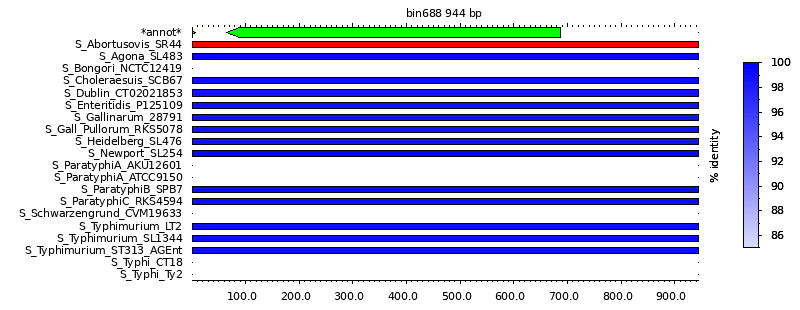 bin688 944 bp
*annot*
S_Abortusovis_SR44
S_Agona_SL483
S_Bongori_NCTC12419
S_Choleraesuis_SCB67
S_Dublin_CT02021853
S_Enteritidis_P125109
S_Gallinarum_28791
S_Gall_Pullorum_RKS5078
S_Heidelberg_SL476
S_Newport_SL254
S_ParatyphiA_AKU12601
S_ParatyphiA_ATCC9150
S_ParatyphiB_SPB7
S_ParatyphiC_RKS4594
S_Schwarzengrund_CVM19633
S_Typhimurium_LT2
S_Typhimurium_SL1344
S_Typhimurium_ST313_AGEnt
S_Typhi_CT18
S_Typhi_Ty2
100.0 200.0 300.0 400.0 500.0 600.0 700.0 800.0 900.0
% identity
100
98
96
94
92
90
88
86